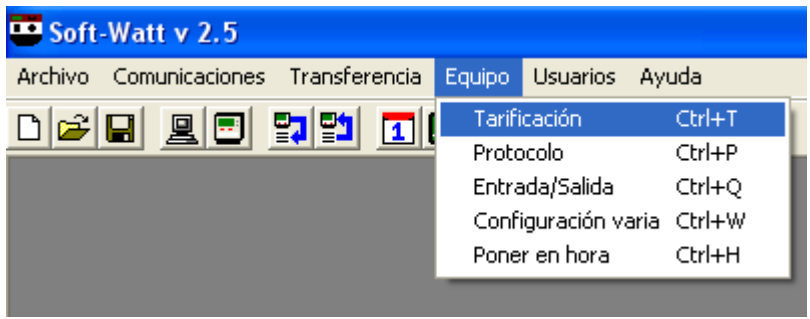 Soft-Watt v 2.5
Archivo Comunicaciones Transferencia Equipo Usuarios Ayuda
1
Tarificación Ctrl+T
Protocolo Ctrl+P
Entrada/Salida Ctrl+Q
Configuración varia Ctrl+W
Poner en hora Ctrl+H